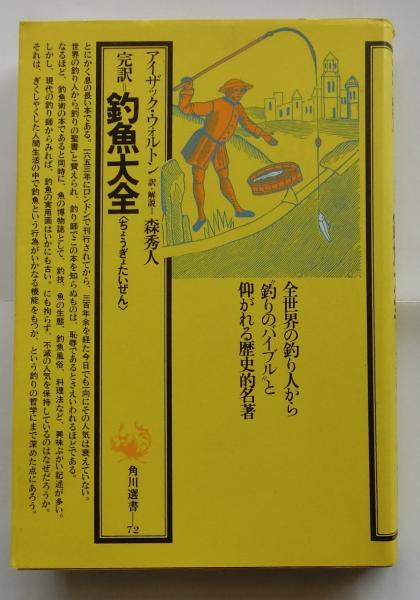 全世界の釣り人から
“釣りのバイブル”と
仰がれる歴史的名著
アイザック・ウォルトン 訳・解説=森秀人
完訳=釣魚大全〈ちょうぎょたいぜん〉
角川選書—72
とにかく息の長い本である。一六五三年にロンドンで刊行されてから、三百年余を経た今日でも一向にその人気は衰えていない。
世界の釣り人から「釣りの聖書」と賛えられ、釣り師でこの本を知らぬものは、恥辱であるとさえいわれるほどである。
なるほど、釣魚術の本であると同時に、魚の博物誌として、釣技、魚の生態、釣魚風俗、料理法など、興味ぶかい記述が多い。
しかし、現代の釣り師からみれば、釣魚の実用面はいかにも古い。にも拘らず、不滅の人気を保持しているのはなぜだろうか。
それは、ぎくしゃくした人間生活の中で釣魚という行為がいかなる機能をもつか、という釣りの哲学にまで深めた点にあろう。